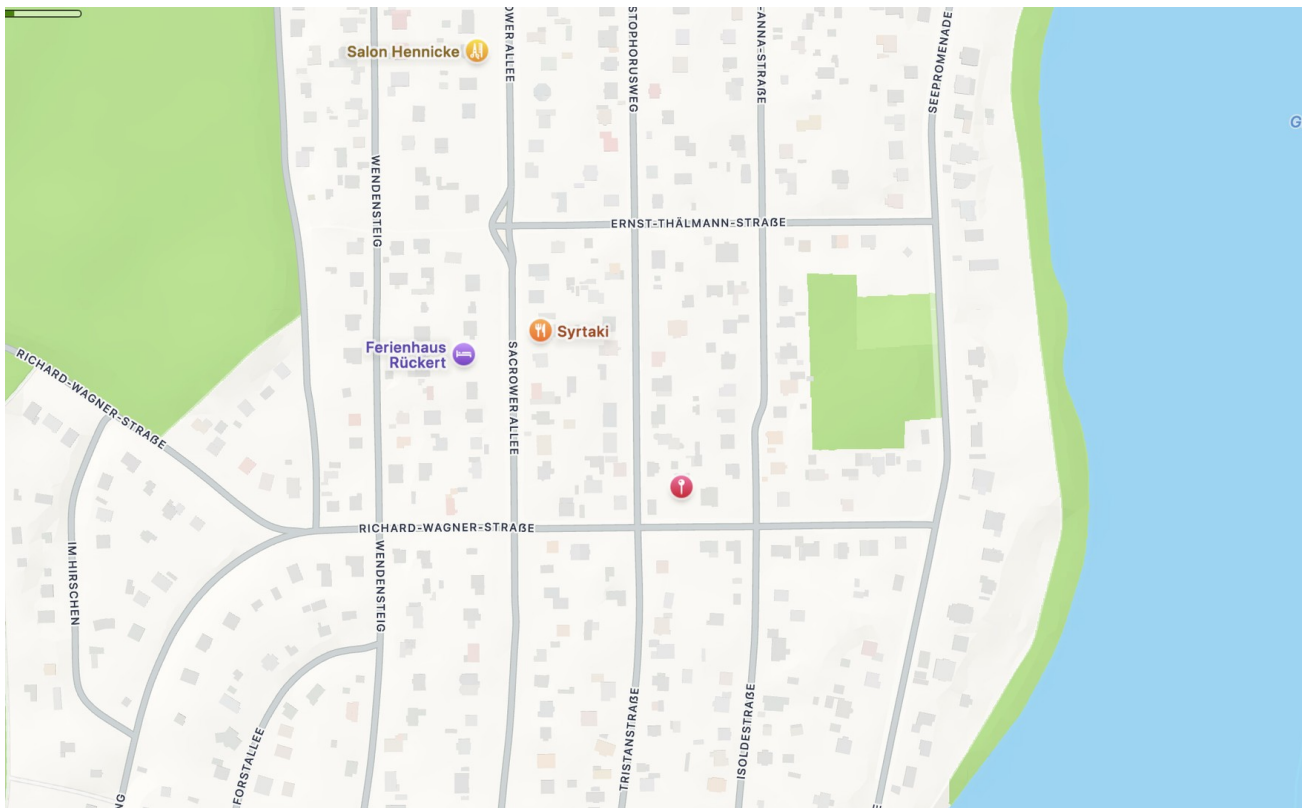 Salon Hennicke
OWER ALLEE
STOPHORUSWEG
-ANNA-STRAßE
SEEPROMENADE
G
WENDENSTEIG
ERNST-THÄLMANN-STRAßE
Syrtaki
Ferienhaus
Rückert
SACROWER ALLEE
RICHARD-WAGNER-STRAßE
RICHARD-WAGNER-STRAßE
IM HIRSCHEN
WENDENSTEIG
FORSTALLEE
TRISTANSTRAßE
ISOLDESTRAßE
NG
E